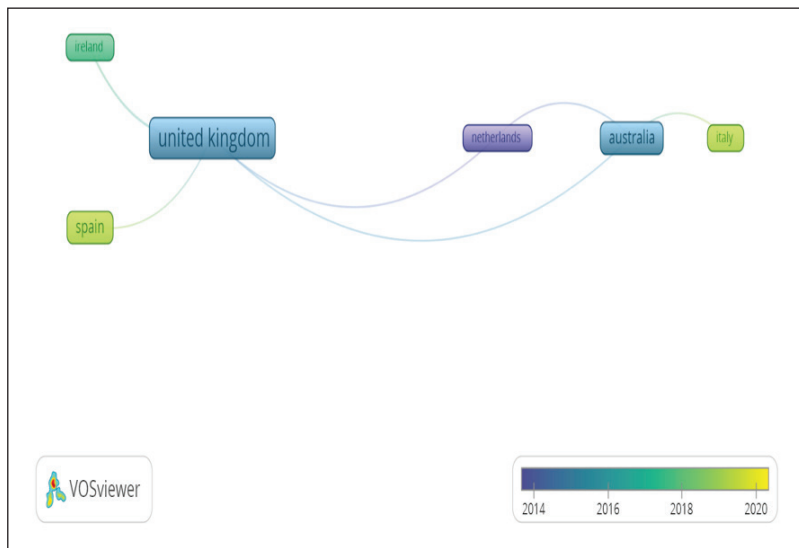 ireland
united kingdom
netherlands
australia
italy
spain
VOSviewer
2014
2016
2018
2020